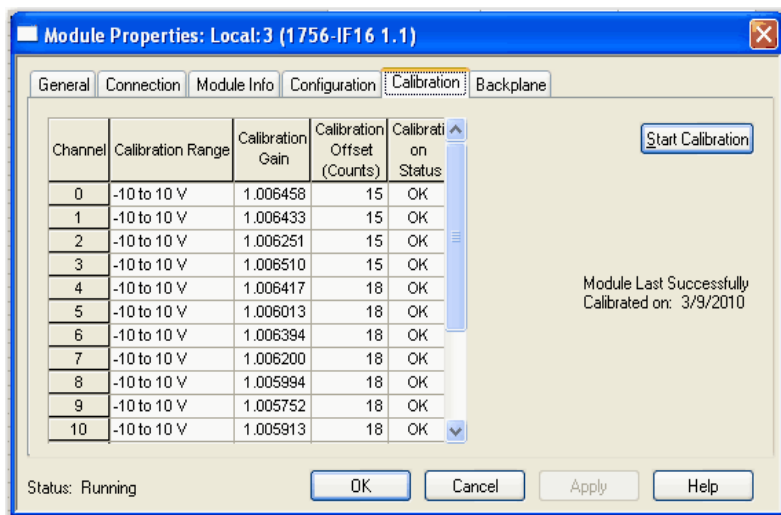 Module Properties: Local:3 (1756-IF16 1.1)
General Connection Module Info Configuration Calibration Backplane
Channel Calibration Range Calibration Gain Calibration Offset (Counts) Calibrati on Status
0 -10 to 10 V 1.006458 15 OK
1 -10 to 10 V 1.006433 15 OK
2 -10 to 10 V 1.006251 15 OK
3 -10 to 10 V 1.006510 15 OK
4 -10 to 10 V 1.006417 18 OK
5 -10 to 10 V 1.006013 18 OK
6 -10 to 10 V 1.006394 18 OK
7 -10 to 10 V 1.006200 18 OK
8 -10 to 10 V 1.005994 18 OK
9 -10 to 10 V 1.005752 18 OK
10 -10 to 10 V 1.005913 18 OK
Start Calibration
Module Last Successfully
Calibrated on: 3/9/2010
Status: Running
OK Cancel Apply Help